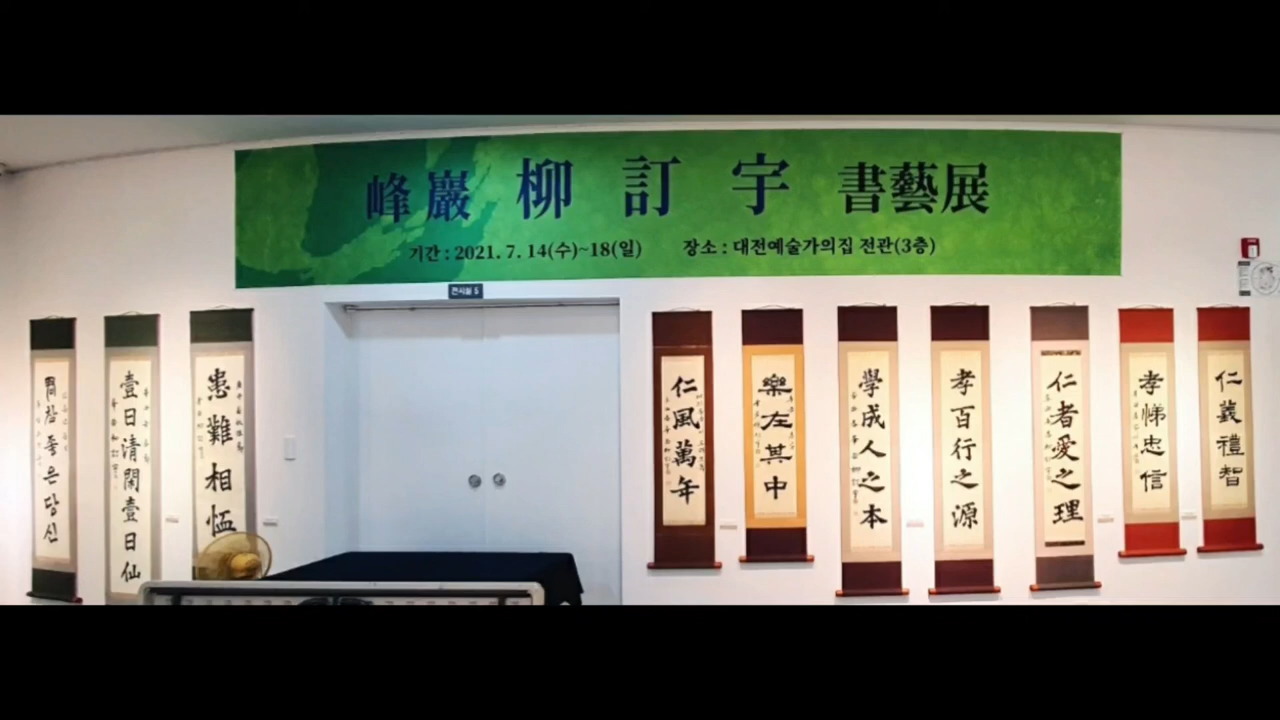 峰巖 柳訂宇 書藝展
기간 : 2021. 7. 14(수)~18(일) 장소 : 대전예술가의집 전관(3층)
전시실 5
참좋은당신
壹日清閑壹日仙
患難相恤
仁風萬年
樂在其中
學成人之本
孝百行之源
仁者愛之理
孝悌忠信
仁義禮智